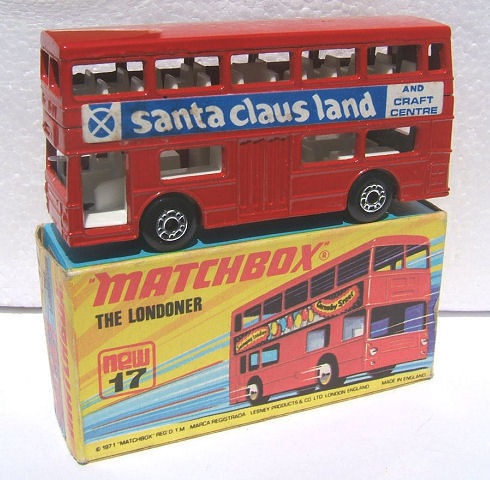 santa claus land
AND
CRAFT
CENTRE
"MATCHBOX"®
THE LONDONER
new
17
© 1971 "MATCHBOX" REG'D T M MARCA REGISTRADA LESNEY PRODUCTS & CO LTD LONDON ENGLAND
MADE IN ENGLAND